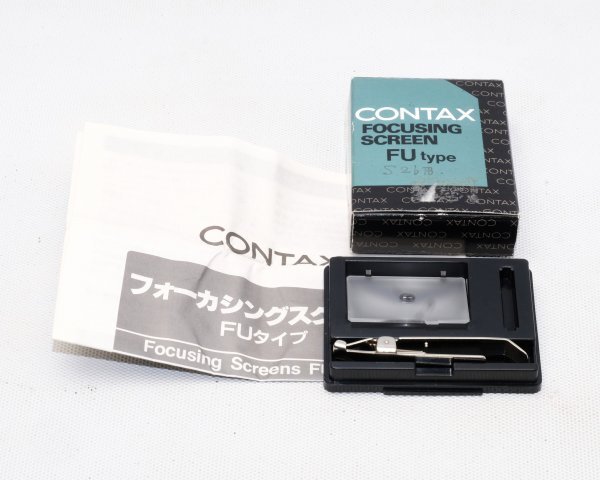 CONTAX
FOCUSING
SCREEN
FU type
CONTAX
フォーカシングスク
FUタイプ
Focusing Screens